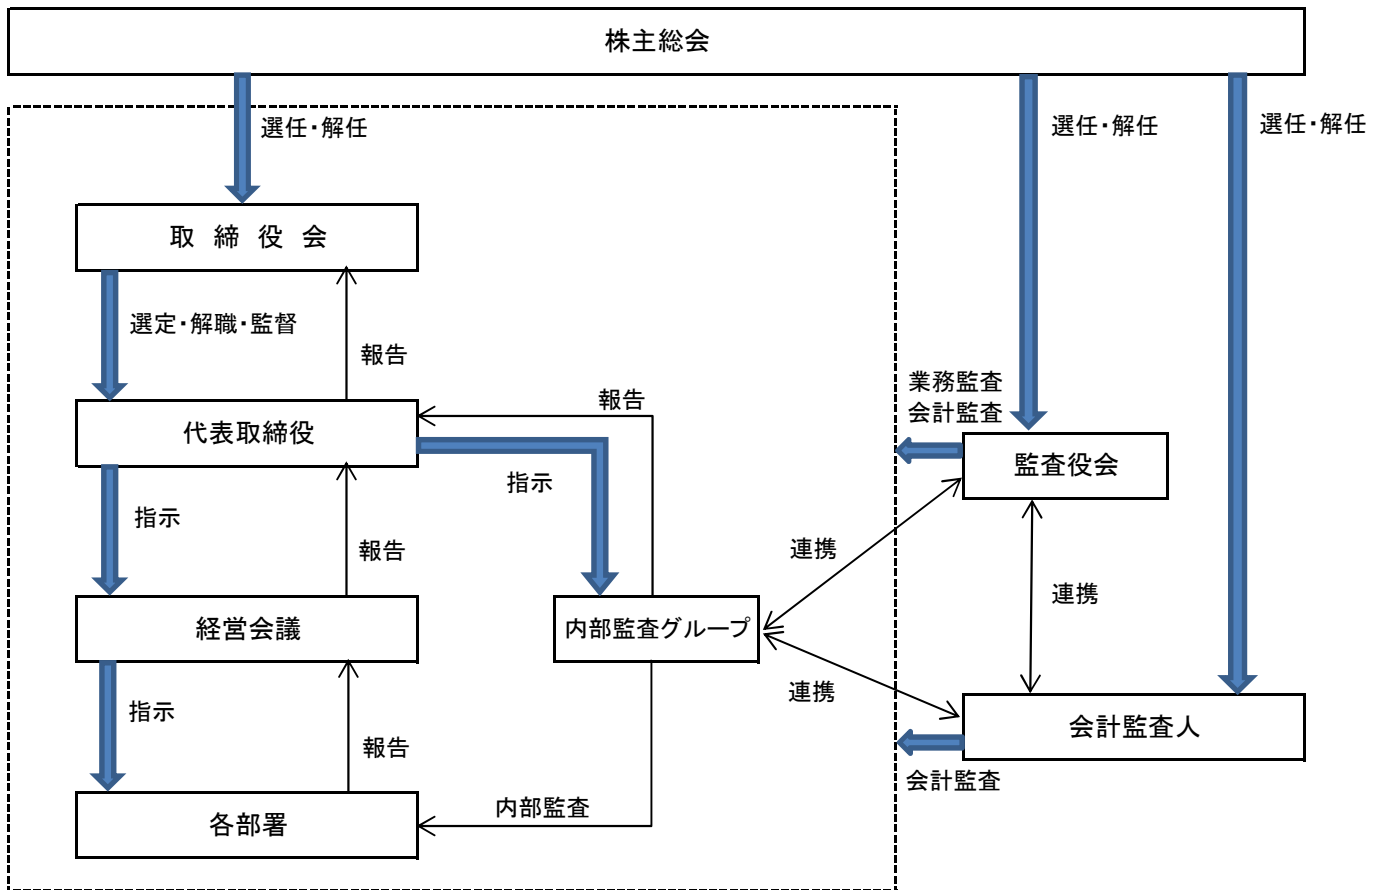 株主総会
選任・解任
選任・解任
選任・解任
取締役会
選定・解職・監督
報告
業務監査
会計監査
報告
代表取締役
監査役会
指示
指示
報告
連携
連携
経営会議
内部監査グループ
連携
指示
会計監査人
報告
会計監査
内部監査
各部署